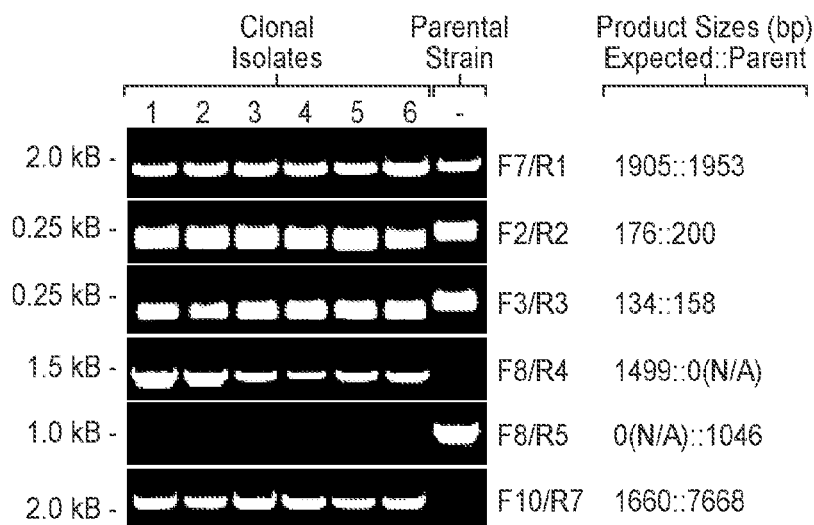 Clonal Isolates
Parental Strain
Product Sizes (bp)
Expected::Parent
1 2 3 4 5 6 -
2.0 kB - F7/R1 1905::1953
0.25 kB - F2/R2 176::200
0.25 kB - F3/R3 134::158
1.5 kB - F8/R4 1499::0(N/A)
1.0 kB - F8/R5 0(N/A)::1046
2.0 kB - F10/R7 1660::7668